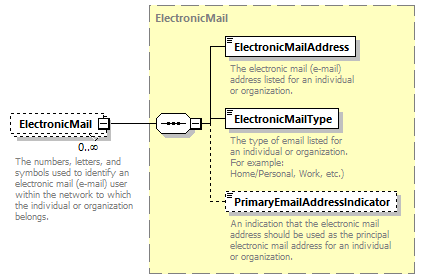 ElectronicMail
ElectronicMailAddress
The electronic mail (e-mail)
address listed for an individual
or organization.
ElectronicMail
0..∞
The numbers, letters, and
symbols used to identify an
electronic mail (e-mail) user
within the network to which
the individual or organization
belongs.
ElectronicMailType
The type of email listed for
an individual or organization.
For example:
Home/Personal, Work, etc.)
PrimaryEmailAddressIndicator
An indication that the electronic mail
address should be used as the principal
electronic mail address for an individual
or organization.